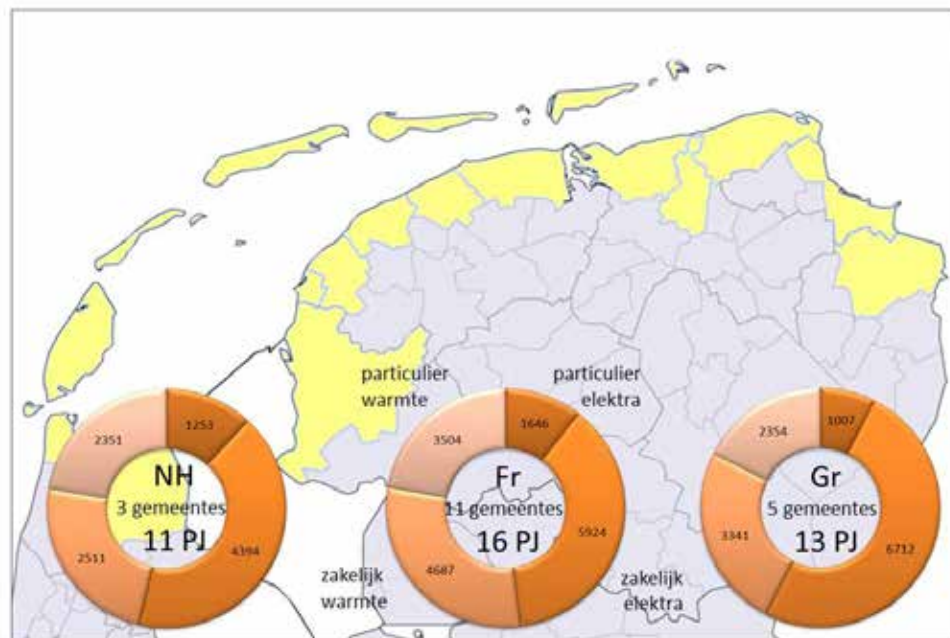 particulier
warmte
particulier
elektra
2351
1253
NH
3 gemeentes
11 PJ
2511
4394
3504
1646
Fr
11 gemeentes
16 PJ
4687
5924
2354
1007
Gr
5 gemeentes
13 PJ
3341
6712
zakelijk
warmte
zakelijk
elektra